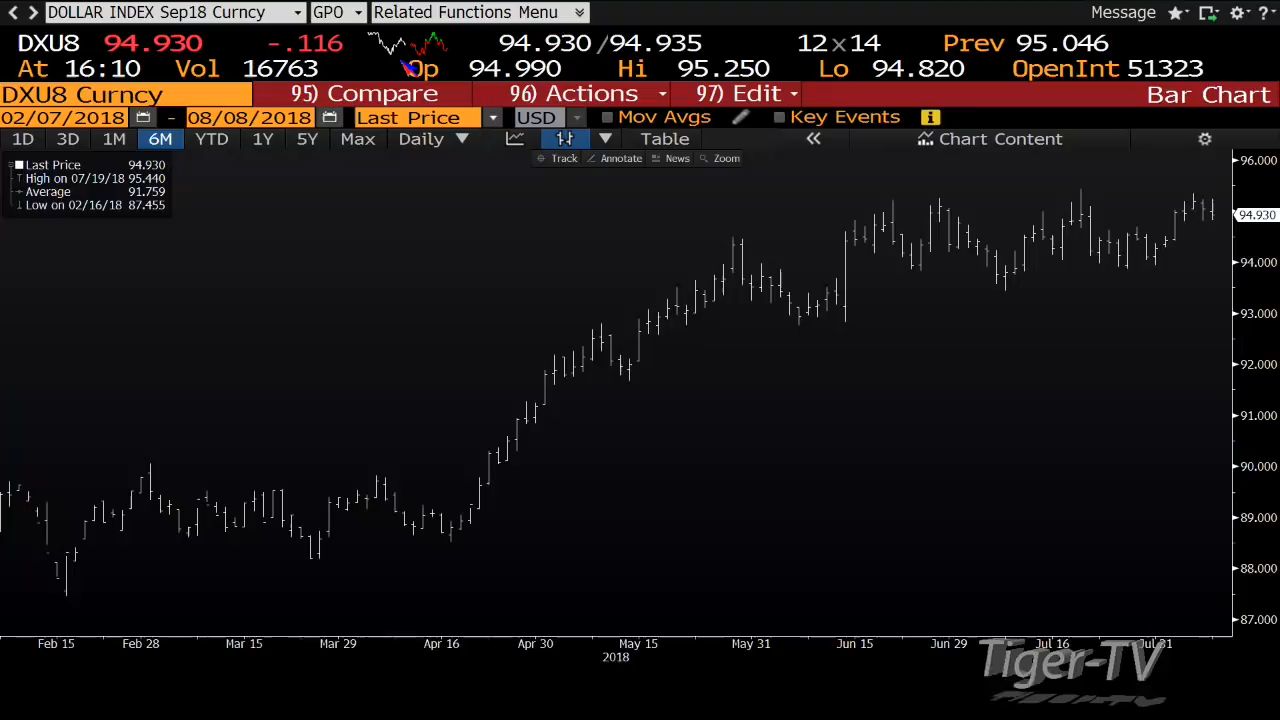 DOLLAR INDEX Sep18 Curncy GPO Related Functions Menu Message ?
DXU8 94.930 -.116 94.930 /94.935 12 x 14 Prev 95.046
At 16:10 Vol 16763 Op 94.990 Hi 95.250 Lo 94.820 OpenInt 51323
DXU8 Curncy 95) Compare 96) Actions 97) Edit Bar Chart
02/07/2018 - 08/08/2018 Last Price USD Mov Avgs Key Events
1D 3D 1M 6M YTD 1Y 5Y Max Daily Table Chart Content
Track Annotate News Zoom
Last Price 94.930
High on 07/19/18 95.440
Average 91.759
Low on 02/16/18 87.455
96.000
94.930
94.000
93.000
92.000
91.000
90.000
89.000
88.000
87.000
Feb 15 Feb 28 Mar 15 Mar 29 Apr 16 Apr 30 May 15 May 31 Jun 15 Jun 29 Jul 16 Jul 31
2018
Tiger-TV